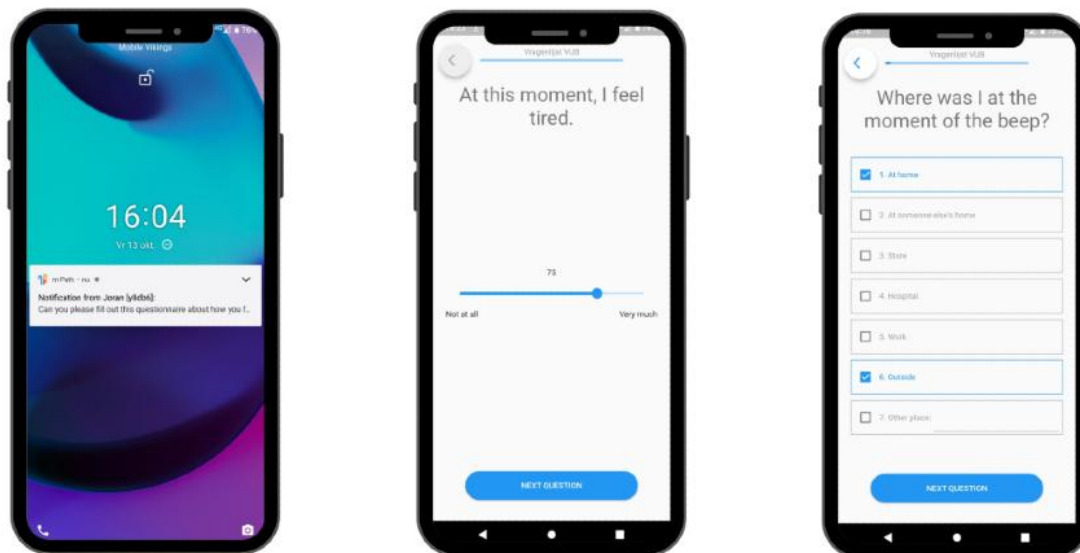 Mobile Vikings
16:04
Vr 13 okt.
m-Path - nu
Notification from Joran [ylidb6]:
Can you please fill out this questionnaire about how you f..
Vragenlijst VUB
At this moment, I feel
tired.
73
Not at all
Very much
NEXT QUESTION
Vragenlijst VUB
Where was I at the
moment of the beep?
1. At home
2. At someone else's home
3. Store
4. Hospital
5. Work
6. Outside
7. Other place:
NEXT QUESTION